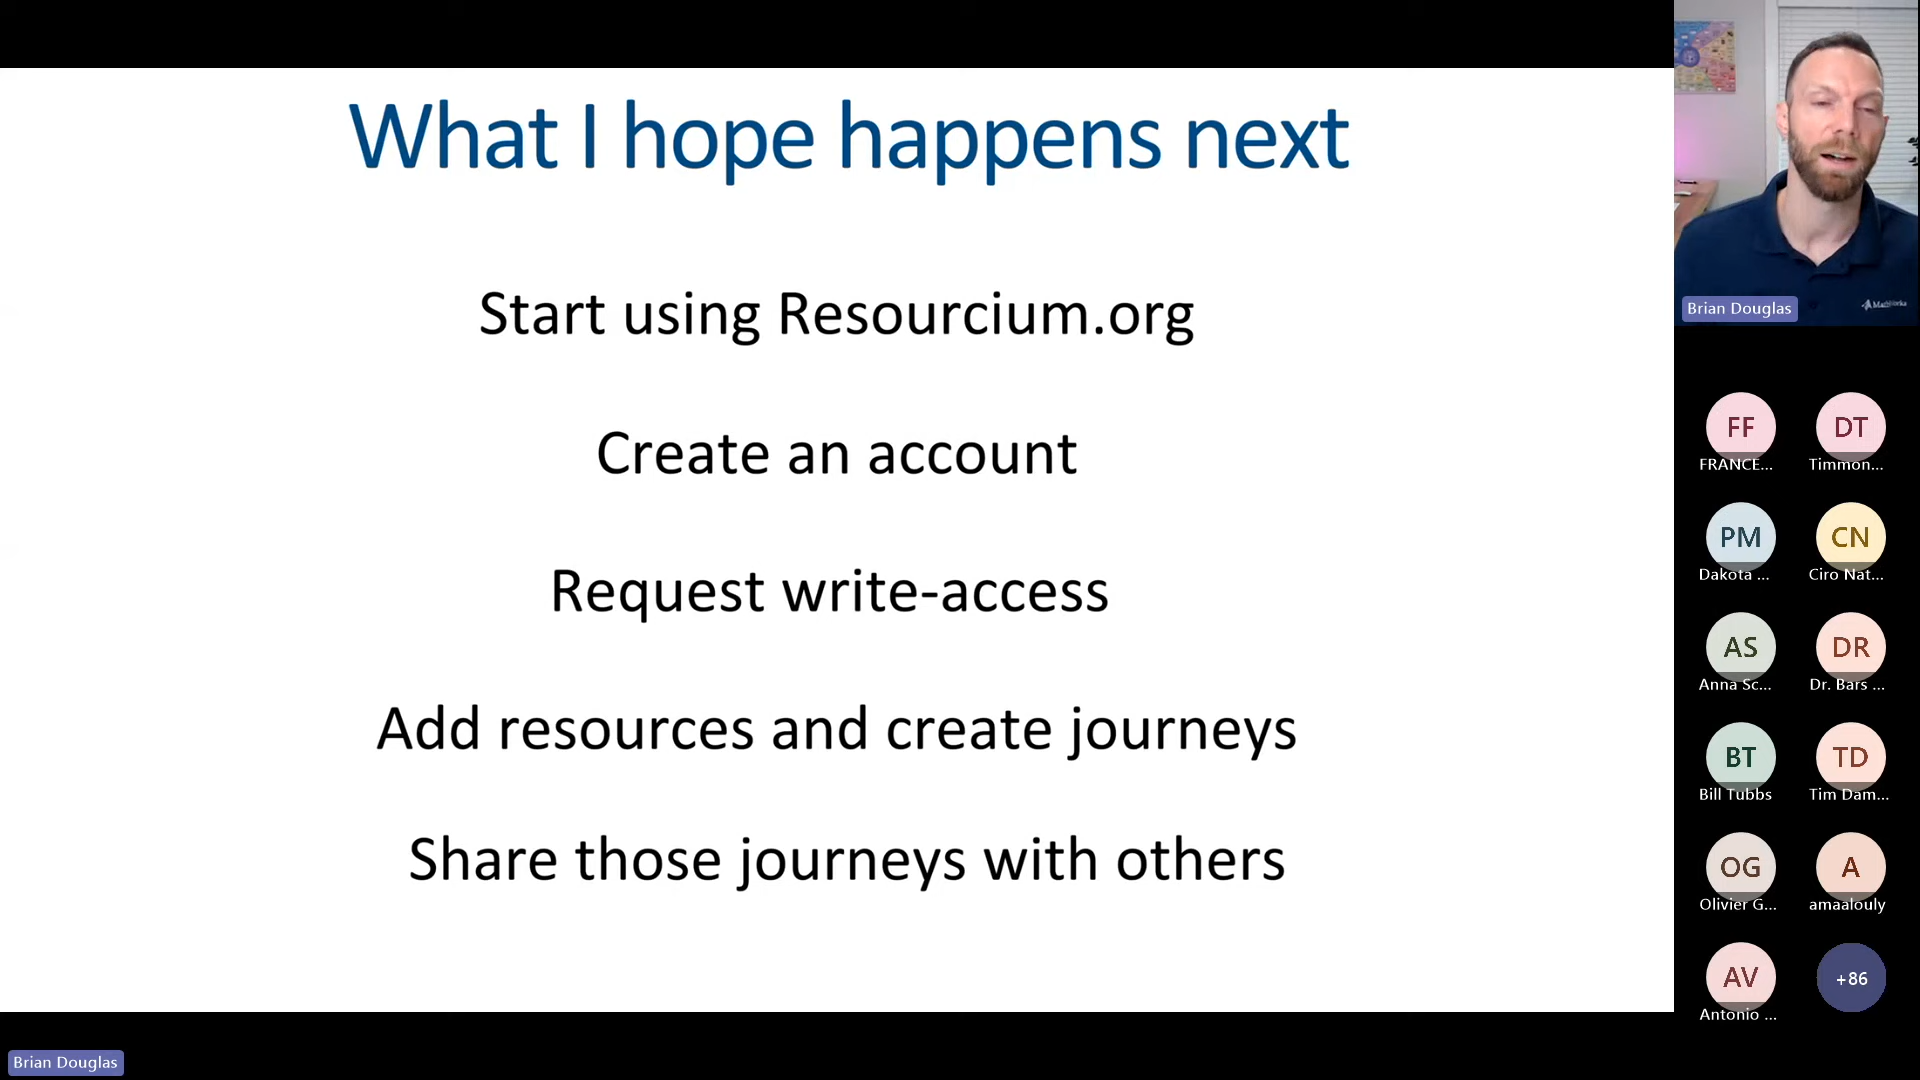 What I hope happens next
Start using Resourcium.org
Create an account
Request write-access
Add resources and create journeys
Share those journeys with others
Brian Douglas
MathWorks
Brian Douglas
FF
FRANCE...
DT
Timmon...
PM
Dakota ...
CN
Ciro Nat...
AS
Anna Sc...
DR
Dr. Bars ...
BT
Bill Tubbs
TD
Tim Dam...
OG
Olivier G...
A
amaalouly
AV
Antonio ...
+86